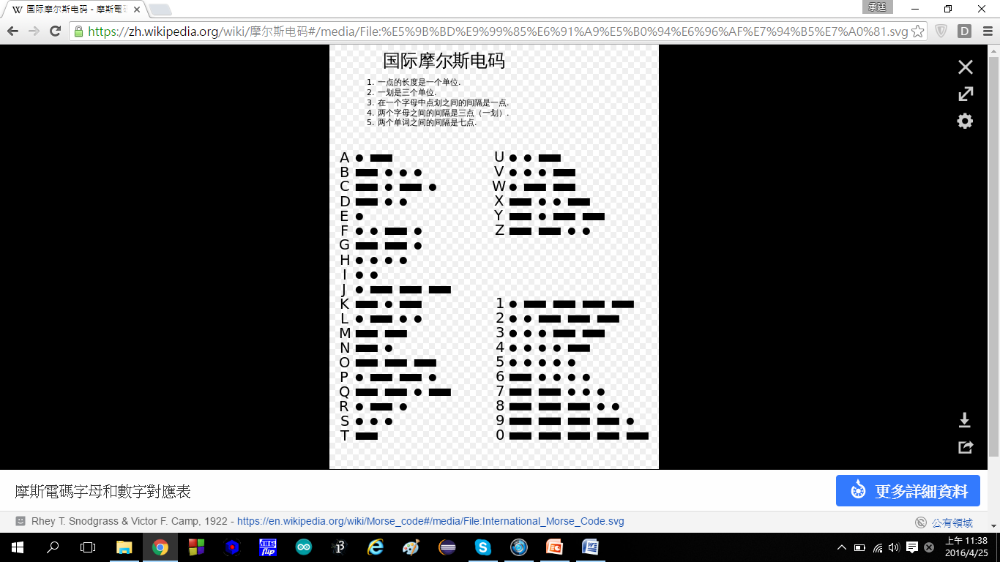 国际摩尔斯电码 - 摩斯電
承廷
https://zh.wikipedia.org/wiki/摩尔斯电码#/media/File:%E5%9B%BD%E9%99%85%E6%91%A9%E5%B0%94%E6%96%AF%E7%94%B5%E7%A0%81.svg
国际摩尔斯电码
1. 一点的长度是一个单位.
2. 一划是三个单位.
3. 在一个字母中点划之间的间隔是一点.
4. 两个字母之间的间隔是三点（一划）.
5. 两个单词之间的间隔是七点.
A
B
C
D
E
F
G
H
I
J
K
L
M
N
O
P
Q
R
S
T
U
V
W
X
Y
Z
1
2
3
4
5
6
7
8
9
0
摩斯電碼字母和數字對應表
更多詳細資料
Rhey T. Snodgrass & Victor F. Camp, 1922 - https://en.wikipedia.org/wiki/Morse_code#/media/File:International_Morse_Code.svg
公有領域
上午 11:38
2016/4/25